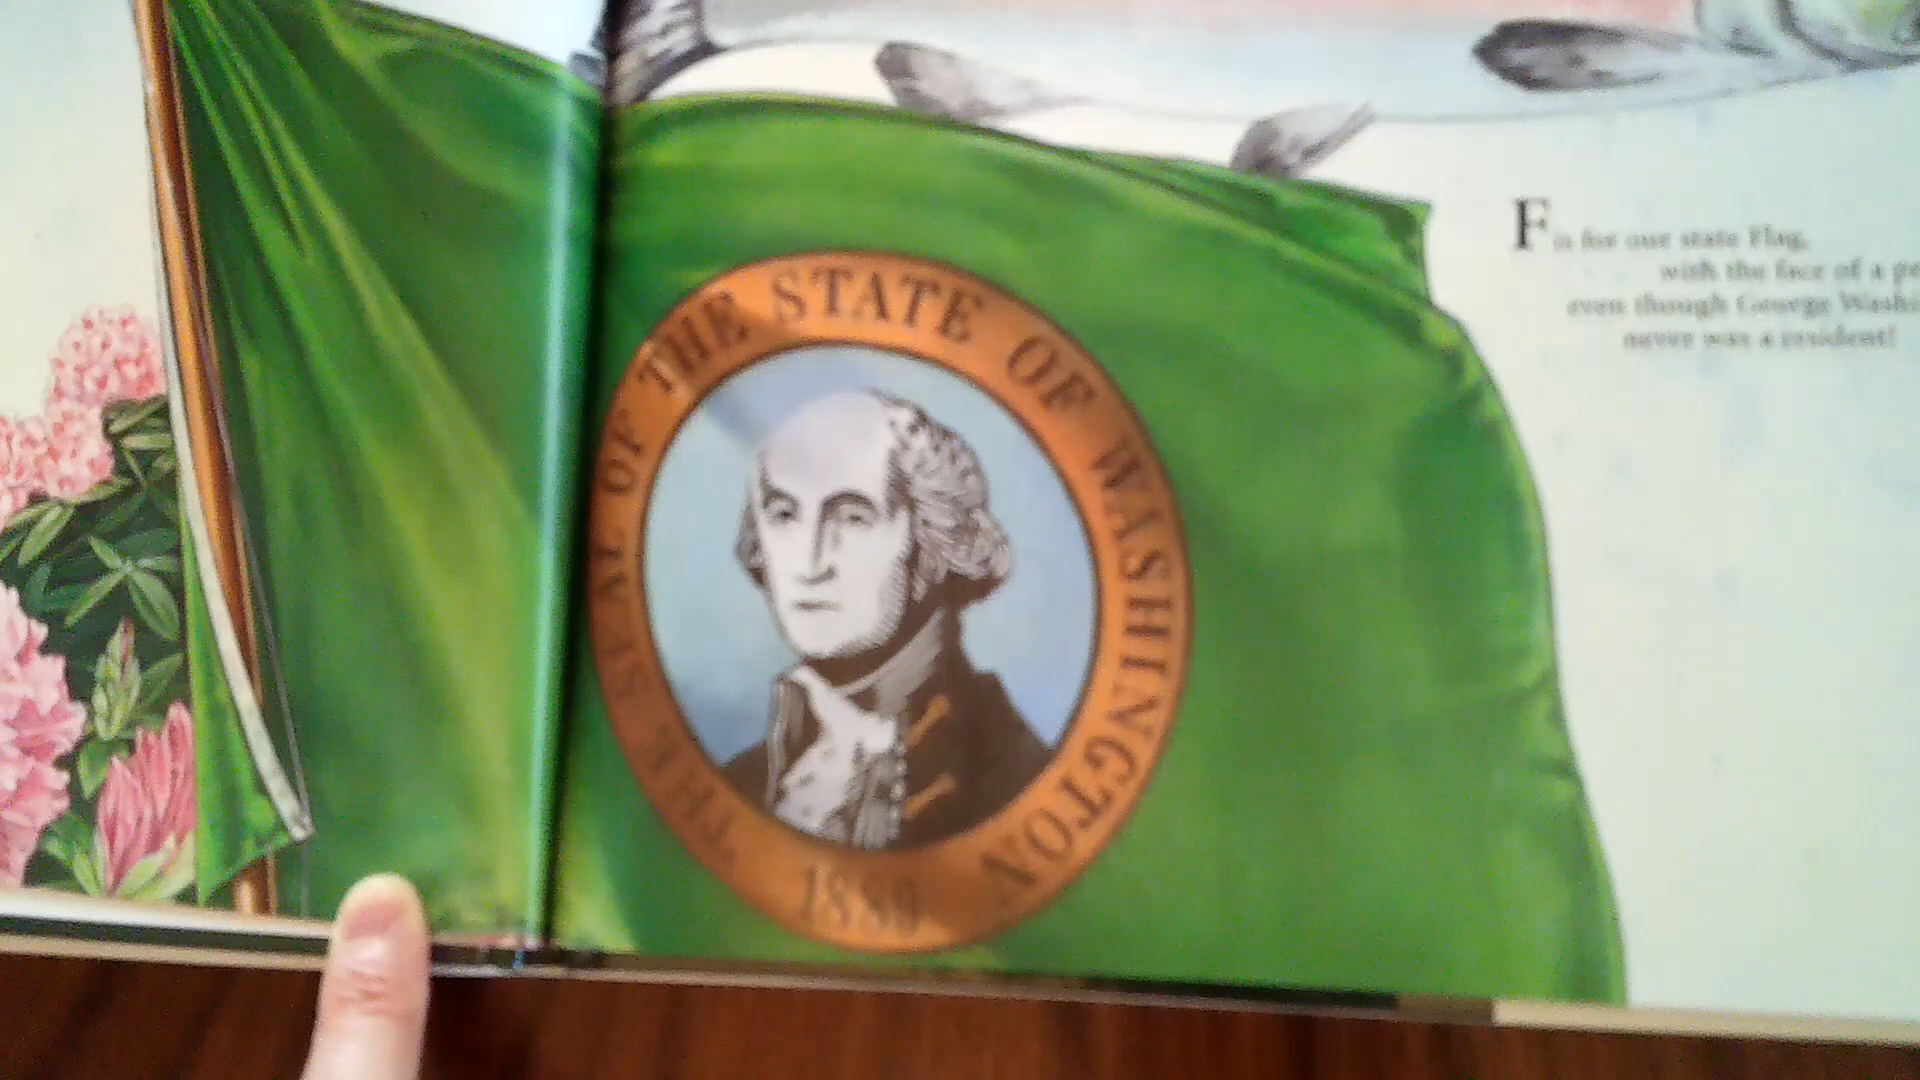 THE SEAL OF THE STATE OF WASHINGTON
1889
F is for our state Flag,
with the face of a
even though George
never was a resident!